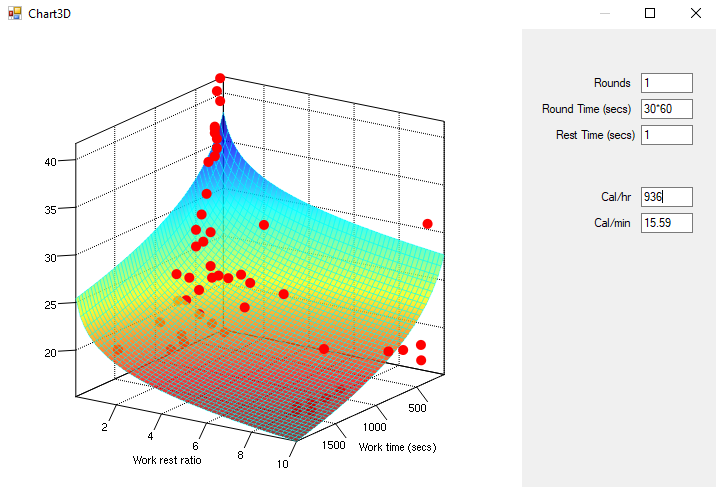 Chart3D
Rounds 1
Round Time (secs) 30*60
Rest Time (secs) 1
Cal/hr 936
Cal/min 15.59
40
35
30
25
20
2
4
6
8
10
Work rest ratio
500
1000
1500
Work time (secs)